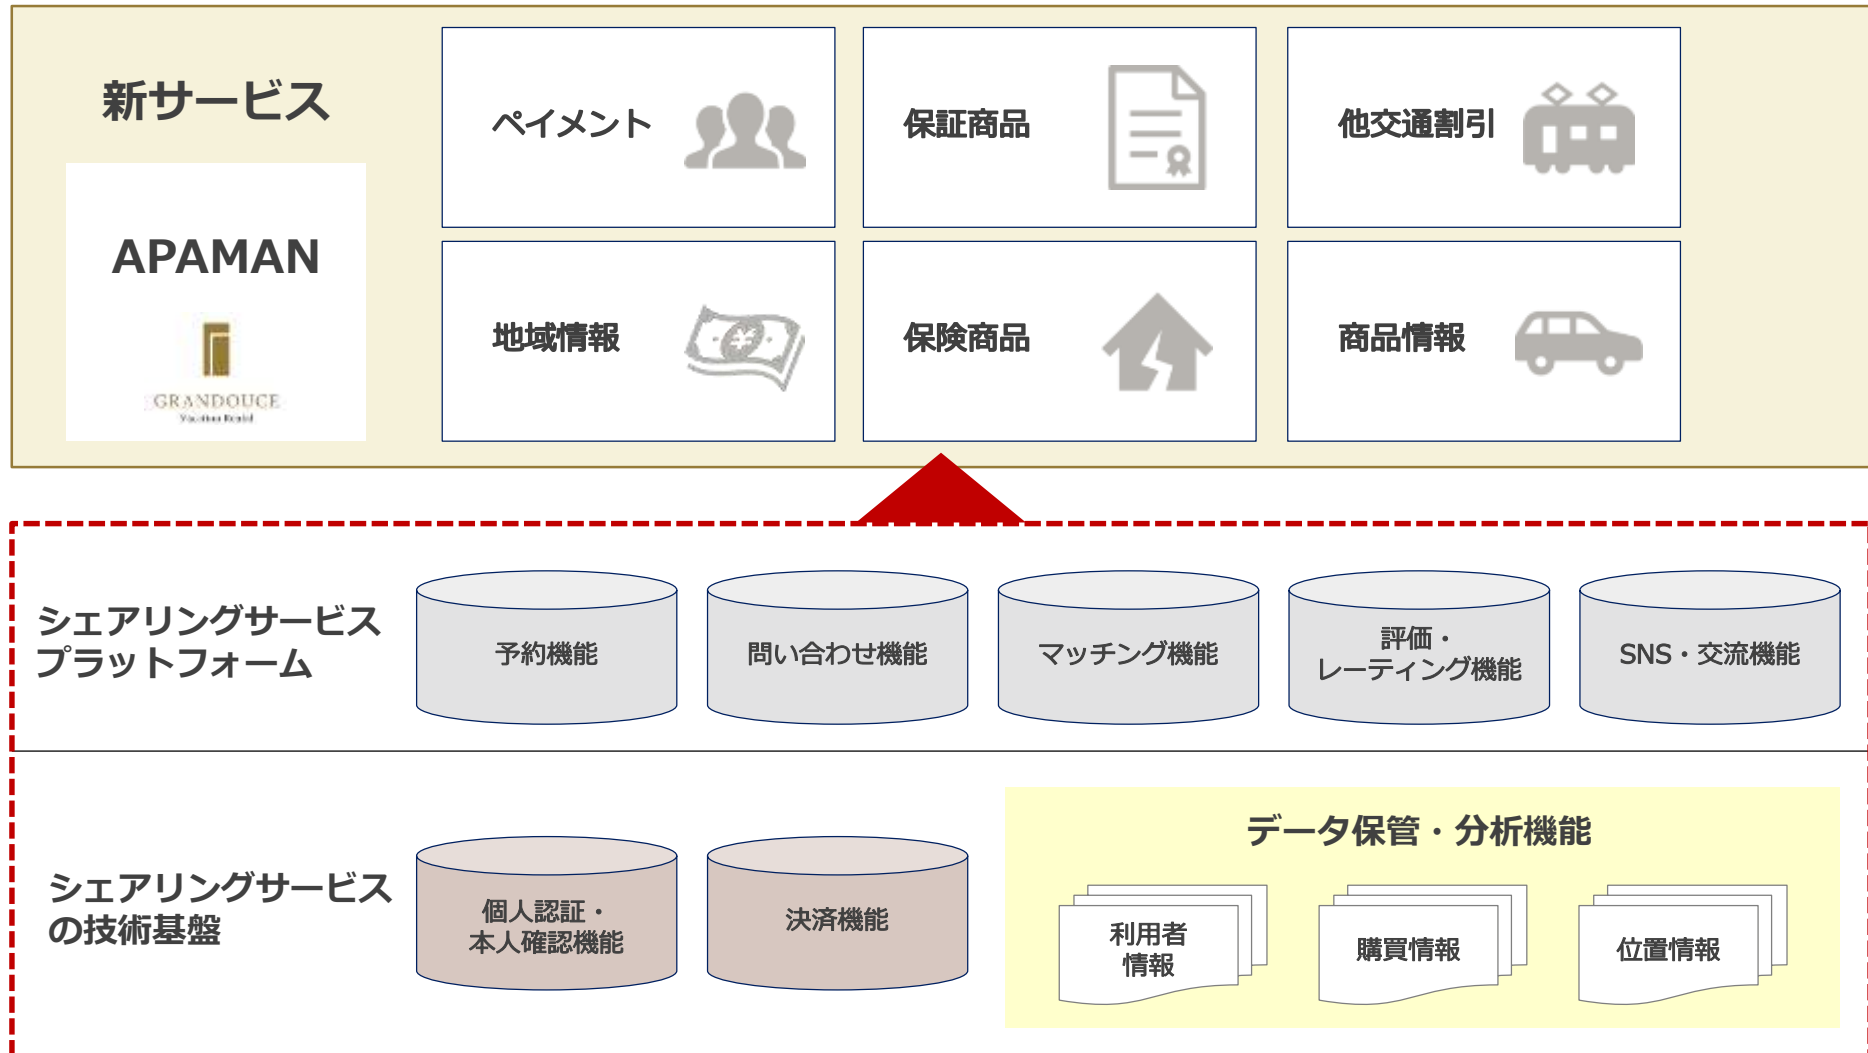 新サービス
APAMAN
GRANDOUCE
Vacation Rental
ペイメント
保証商品
他交通割引
地域情報
保険商品
商品情報
シェアリングサービス
プラットフォーム
予約機能
問い合わせ機能
マッチング機能
評価・
レーティング機能
SNS・交流機能
シェアリングサービス
の技術基盤
個人認証・
本人確認機能
決済機能
データ保管・分析機能
利用者
情報
購買情報
位置情報